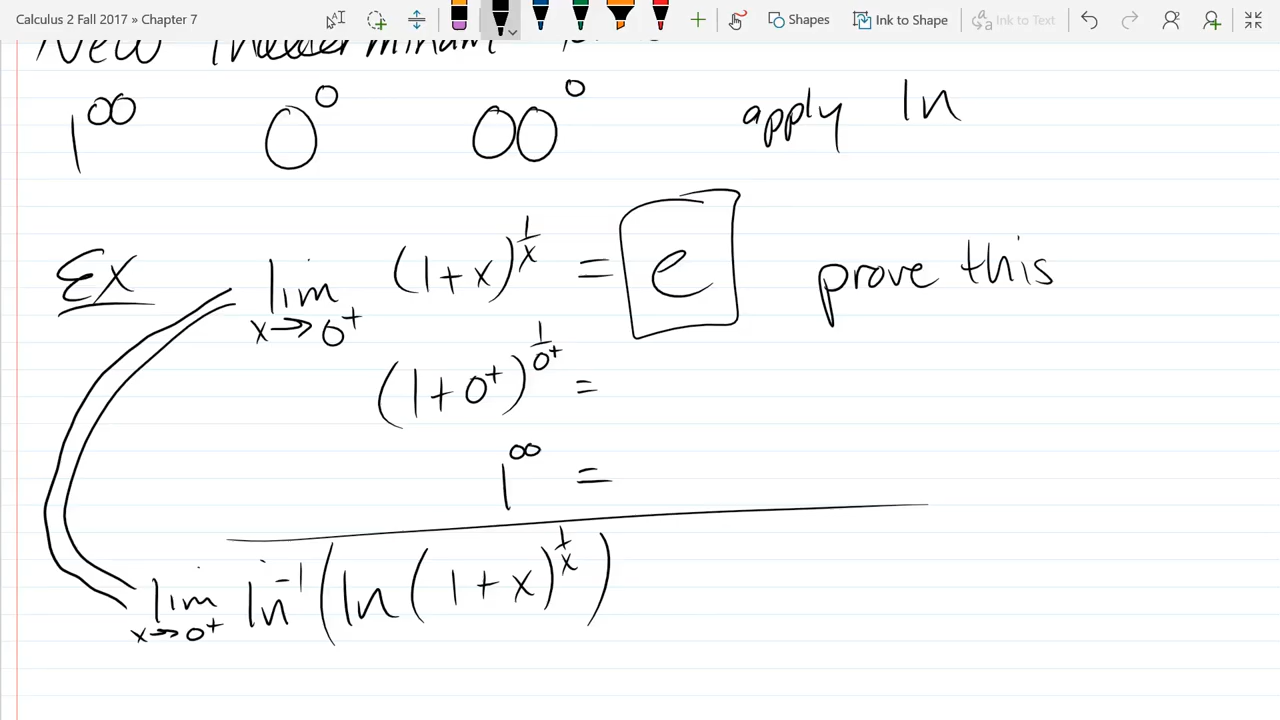 Calculus 2 Fall 2017 » Chapter 7
Shapes
Ink to Shape
Ink to Text
New
1^∞ 0^0 ∞^0 apply ln
Ex lim x→0⁺ (1+x)^(1/x) = e prove this
(1+0⁺)^(1/0⁺) =
1^∞ =
lim x→0⁺ ln⁻¹(ln(1+x)^(1/x))